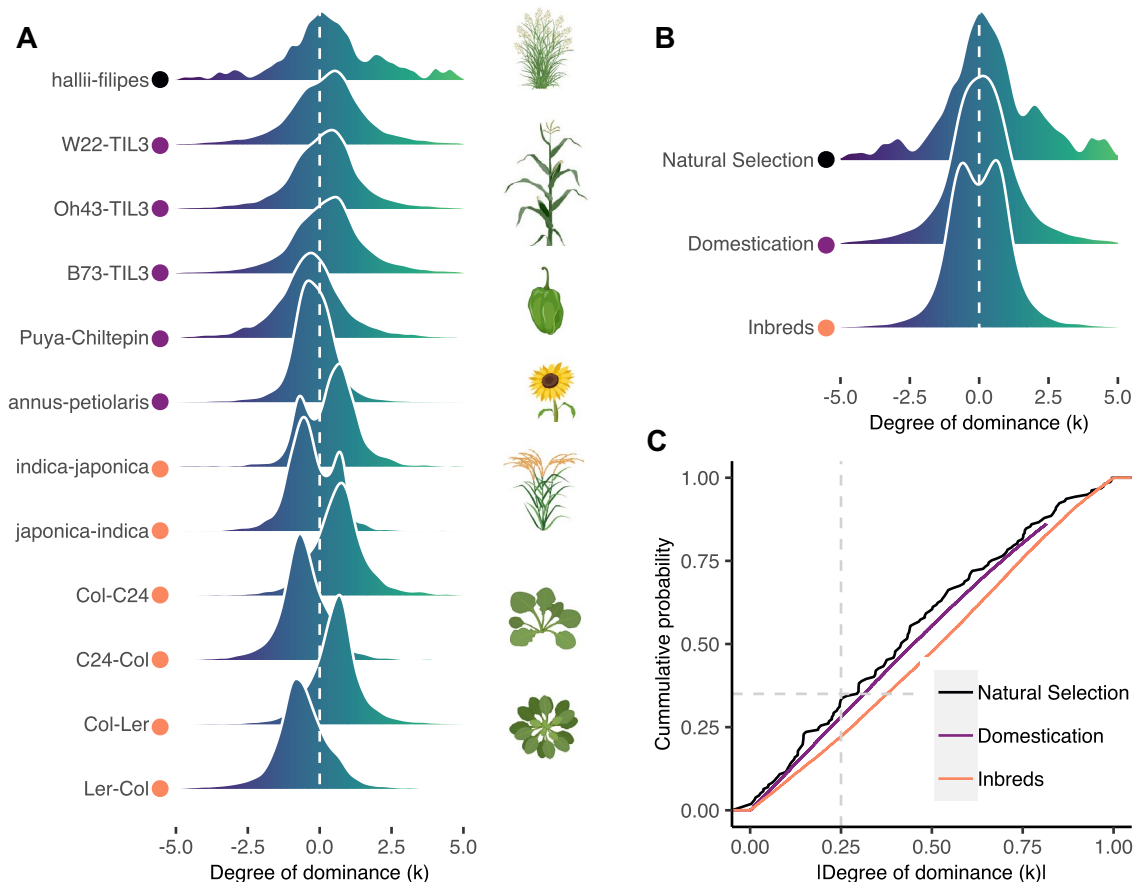 A
hallii-filipes
W22-TIL3
Oh43-TIL3
B73-TIL3
Puya-Chiltepin
annus-petiolaris
indica-japonica
japonica-indica
Col-C24
C24-Col
Col-Ler
Ler-Col
-5.0 -2.5 0.0 2.5 5.0
Degree of dominance (k)
B
Natural Selection
Domestication
Inbreds
-5.0 -2.5 0.0 2.5 5.0
Degree of dominance (k)
C
Cummulative probability
1.00
0.75
0.50
0.25
0.00
Natural Selection
Domestication
Inbreds
0.00 0.25 0.50 0.75 1.00
|Degree of dominance (k)|